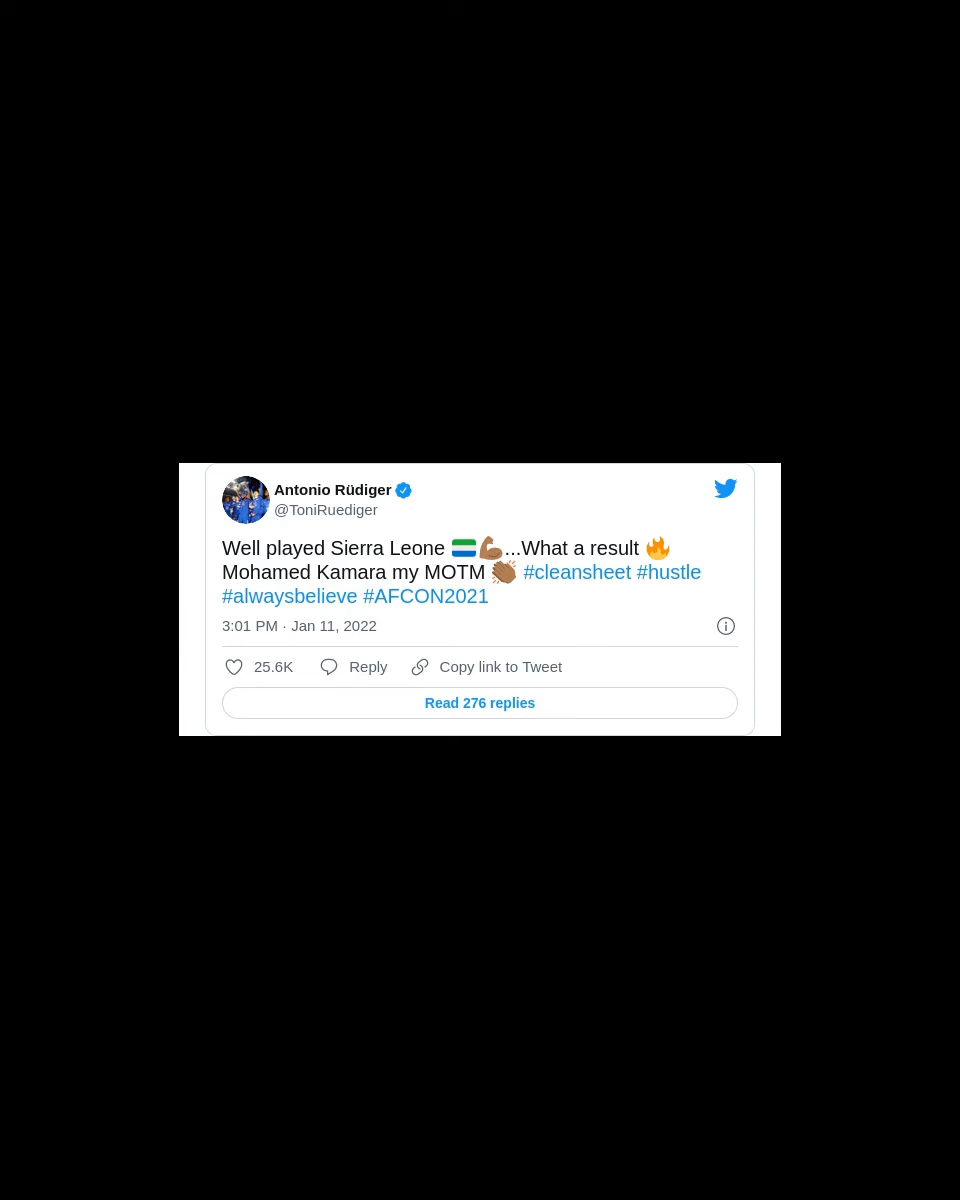 Antonio Rüdiger
@ToniRuediger
Well played Sierra Leone 🇸🇱💪🏾...What a result 🔥
Mohamed Kamara my MOTM 👏🏾 #cleansheet #hustle
#alwaysbelieve #AFCON2021
3:01 PM · Jan 11, 2022
25.6K Reply Copy link to Tweet
Read 276 replies